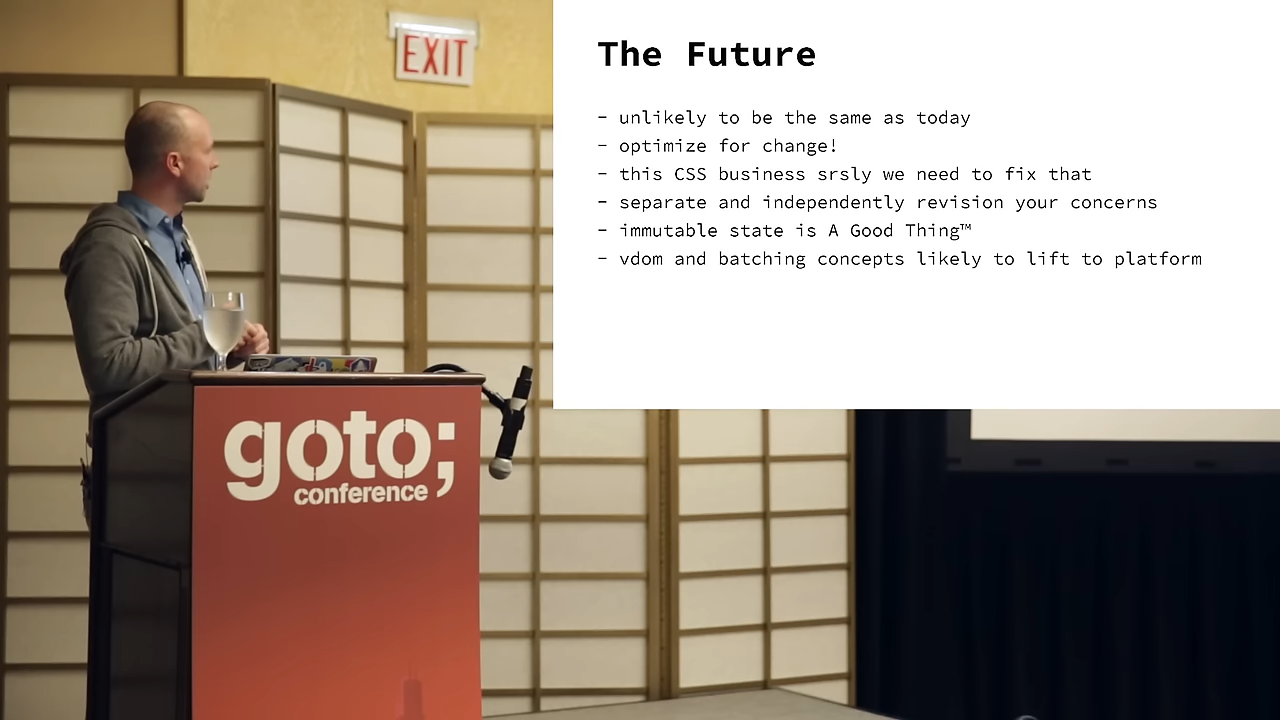 EXIT
The Future
- unlikely to be the same as today
- optimize for change!
- this CSS business srsly we need to fix that
- separate and independently revision your concerns
- immutable state is A Good Thing™
- vdom and batching concepts likely to lift to platform
goto;
conference